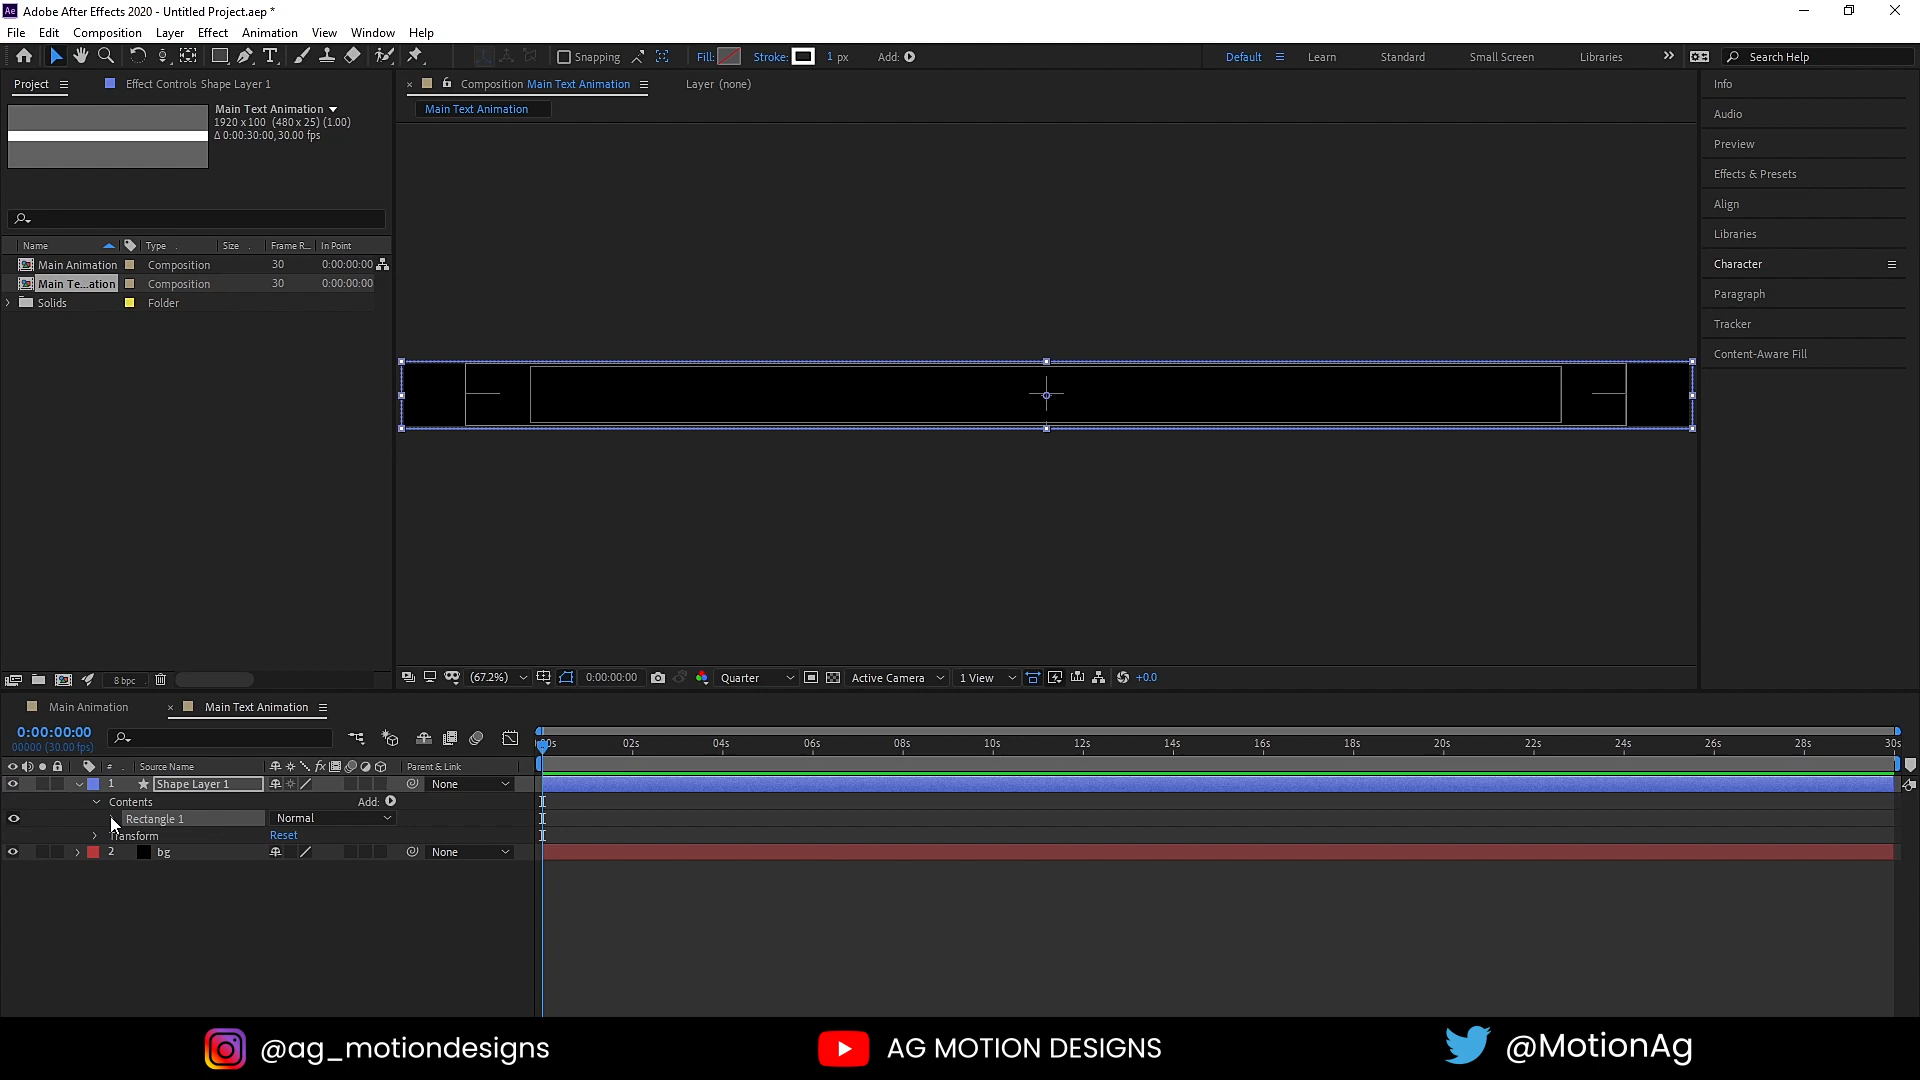 Ae Adobe After Effects 2020 - Untitled Project.aep *
File Edit Composition Layer Effect Animation View Window Help
Snapping Fill: Stroke: 1 px Add: Default Learn Standard Small Screen Libraries Search Help
Project Effect Controls Shape Layer 1 Composition Main Text Animation Layer (none) Info
Main Text Animation
1920 x 100 (480 x 25) (1.00)
Δ 0:00:30:00, 30.00 fps
Main Text Animation
Audio
Preview
Effects & Presets
Align
Libraries
Character
Paragraph
Tracker
Content-Aware Fill
Name Type Size Frame R... In Point
Main Animation Composition 30 0:00:00:00
Main Te...ation Composition 30 0:00:00:00
Solids Folder
8 bpc (67.2%) 0:00:00:00 Quarter Active Camera 1 View +0.0
Main Animation Main Text Animation
0:00:00:00
00000 (30.00 fps)
00s 02s 04s 06s 08s 10s 12s 14s 16s 18s 20s 22s 24s 26s 28s 30s
# Source Name fx Parent & Link
1 Shape Layer 1 None
Contents Add:
Rectangle 1 Normal
Transform Reset
2 bg None
@ag_motiondesigns AG MOTION DESIGNS @MotionAg